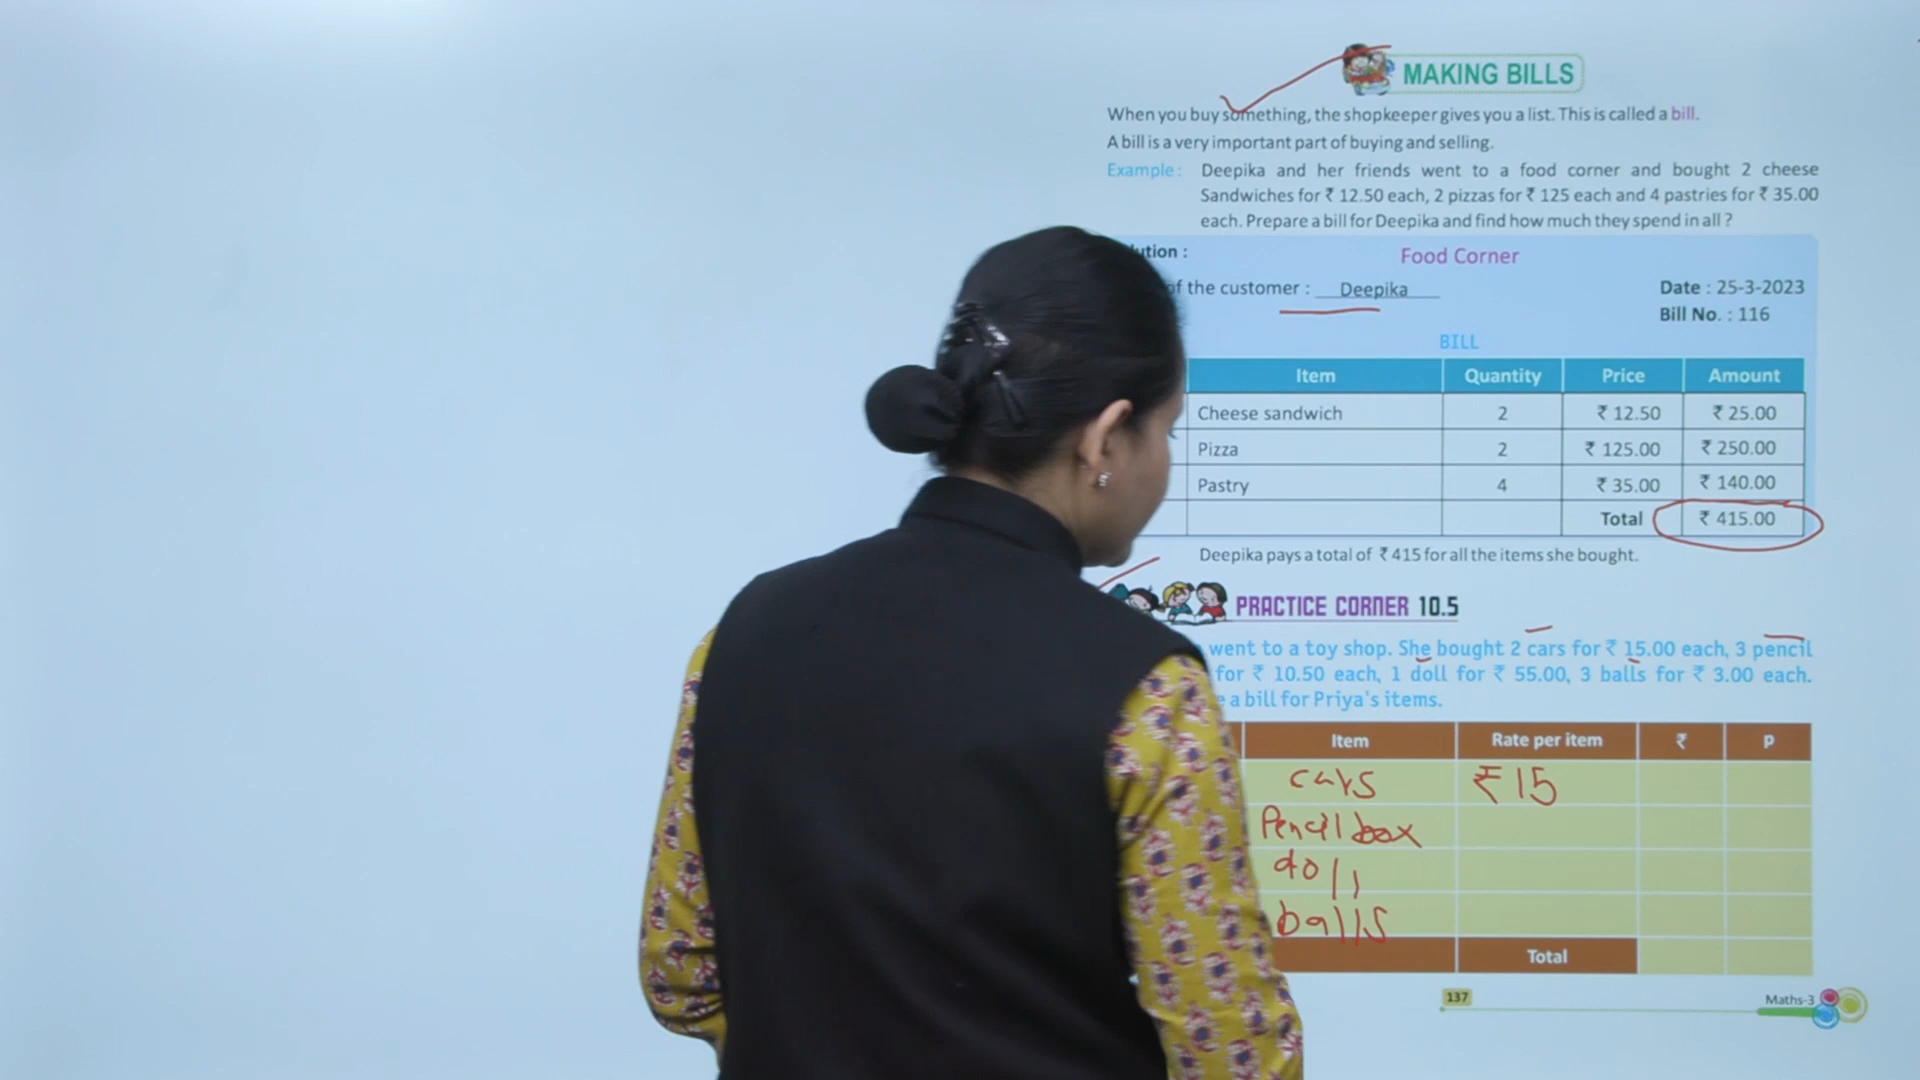 MAKING BILLS
When you buy something, the shopkeeper gives you a list. This is called a bill.
A bill is a very important part of buying and selling.
Example : Deepika and her friends went to a food corner and bought 2 cheese
Sandwiches for ₹ 12.50 each, 2 pizzas for ₹ 125 each and 4 pastries for ₹ 35.00
each. Prepare a bill for Deepika and find how much they spend in all ?
ution :
Food Corner
of the customer : Deepika
Date : 25-3-2023
Bill No. : 116
BILL
Item Quantity Price Amount
Cheese sandwich 2 ₹ 12.50 ₹ 25.00
Pizza 2 ₹ 125.00 ₹ 250.00
Pastry 4 ₹ 35.00 ₹ 140.00
Total ₹ 415.00
Deepika pays a total of ₹ 415 for all the items she bought.
PRACTICE CORNER 10.5
went to a toy shop. She bought 2 cars for ₹ 15.00 each, 3 pencil
for ₹ 10.50 each, 1 doll for ₹ 55.00, 3 balls for ₹ 3.00 each.
e a bill for Priya's items.
Item Rate per item ₹ P
cars ₹15
Pencil box
doll
balls
Total
137
Maths-3